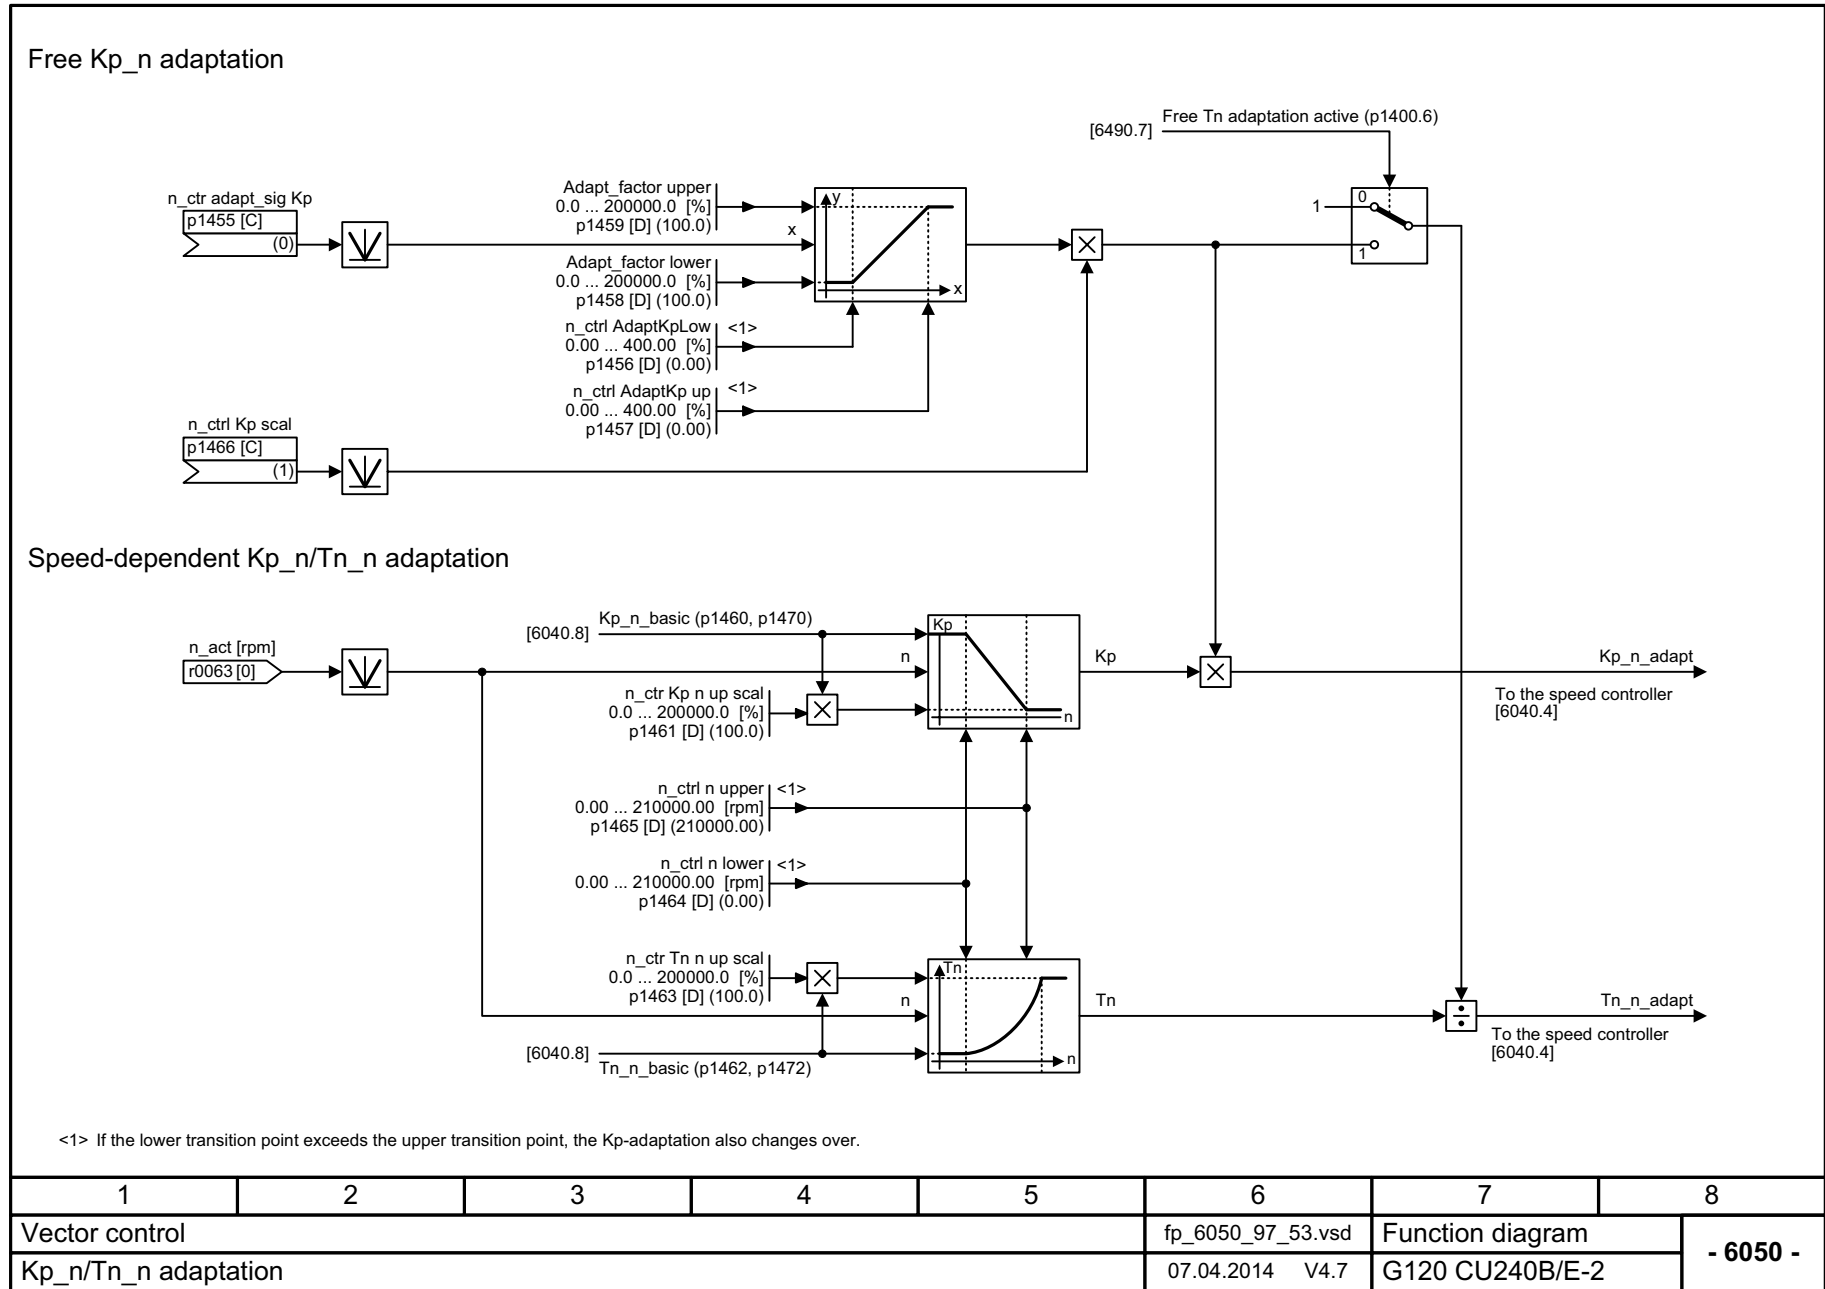 Free Kp_n adaptation
Free Tn adaptation active (p1400.6)
[6490.7]
n_ctr adapt_sig Kp
p1455 [C]
(0)
Adapt_factor upper
0.0 ... 200000.0 [%]
p1459 [D] (100.0)
x
Adapt_factor lower
0.0 ... 200000.0 [%]
p1458 [D] (100.0)
y
x
1
0
1
n_ctrl AdaptKpLow
<1>
0.00 ... 400.00 [%]
p1456 [D] (0.00)
n_ctrl AdaptKp up
<1>
0.00 ... 400.00 [%]
p1457 [D] (0.00)
n_ctrl Kp scal
p1466 [C]
(1)
Speed-dependent Kp_n/Tn_n adaptation
[6040.8]
Kp_n_basic (p1460, p1470)
n_act [rpm]
r0063 [0]
n
Kp
n
Kp
Kp_n_adapt
To the speed controller
[6040.4]
n_ctr Kp n up scal
0.0 ... 200000.0 [%]
p1461 [D] (100.0)
n_ctrl n upper
<1>
0.00 ... 210000.00 [rpm]
p1465 [D] (210000.00)
n_ctrl n lower
<1>
0.00 ... 210000.00 [rpm]
p1464 [D] (0.00)
n_ctr Tn n up scal
0.0 ... 200000.0 [%]
p1463 [D] (100.0)
n
Tn
n
Tn
Tn_n_adapt
To the speed controller
[6040.4]
[6040.8]
Tn_n_basic (p1462, p1472)
<1> If the lower transition point exceeds the upper transition point, the Kp-adaptation also changes over.
1 2 3 4 5 6 7 8
Vector control
fp_6050_97_53.vsd
Function diagram
- 6050 -
Kp_n/Tn_n adaptation
07.04.2014 V4.7
G120 CU240B/E-2